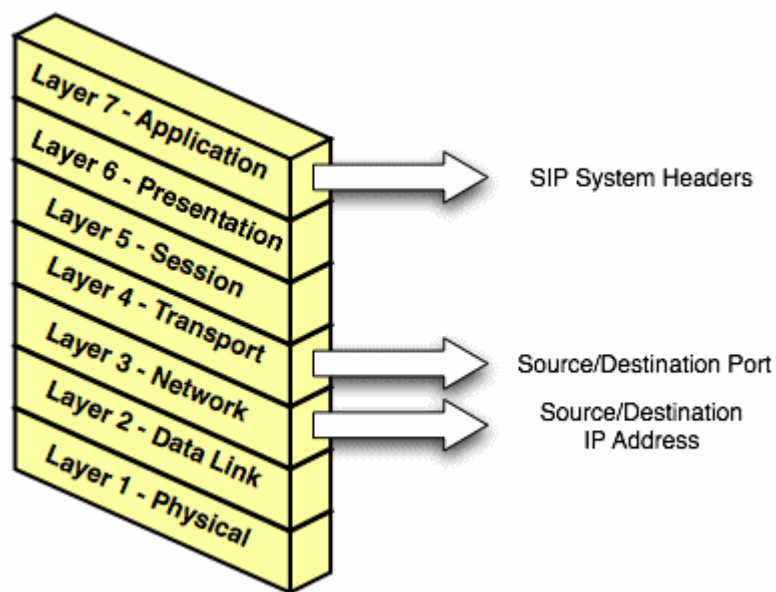 Layer 7 - Application
Layer 6 - Presentation
Layer 5 - Session
Layer 4 - Transport
Layer 3 - Network
Layer 2 - Data Link
Layer 1 - Physical
SIP System Headers
Source/Destination Port
Source/Destination
IP Address